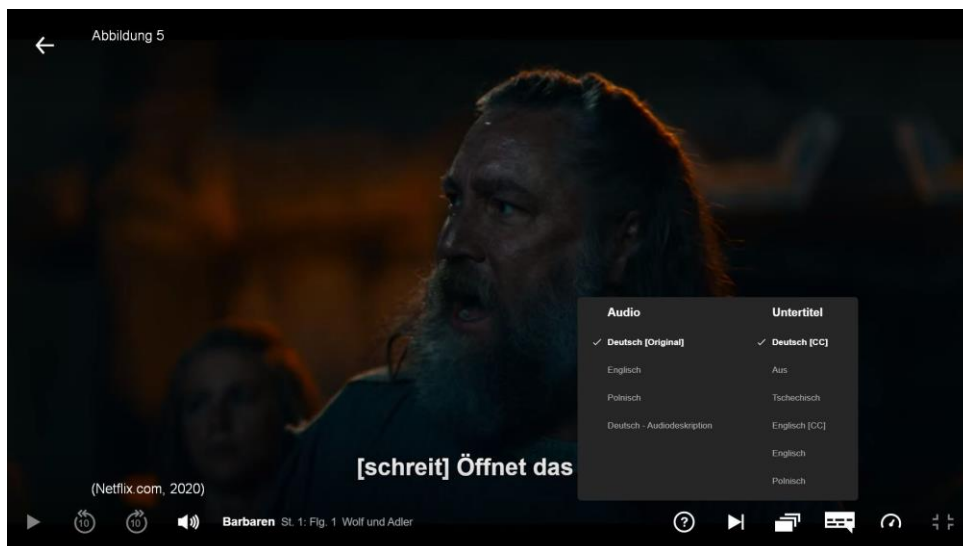 Abbildung 5
Audio
Untertitel
Deutsch [Original]
Deutsch [CC]
Englisch
Aus
Polnisch
Tschechisch
Deutsch - Audiodeskription
Englisch [CC]
Englisch
Polnisch
[schreit] Öffnet das
(Netflix.com, 2020)
10
10
Barbaren St. 1: Flg. 1 Wolf und Adler
?